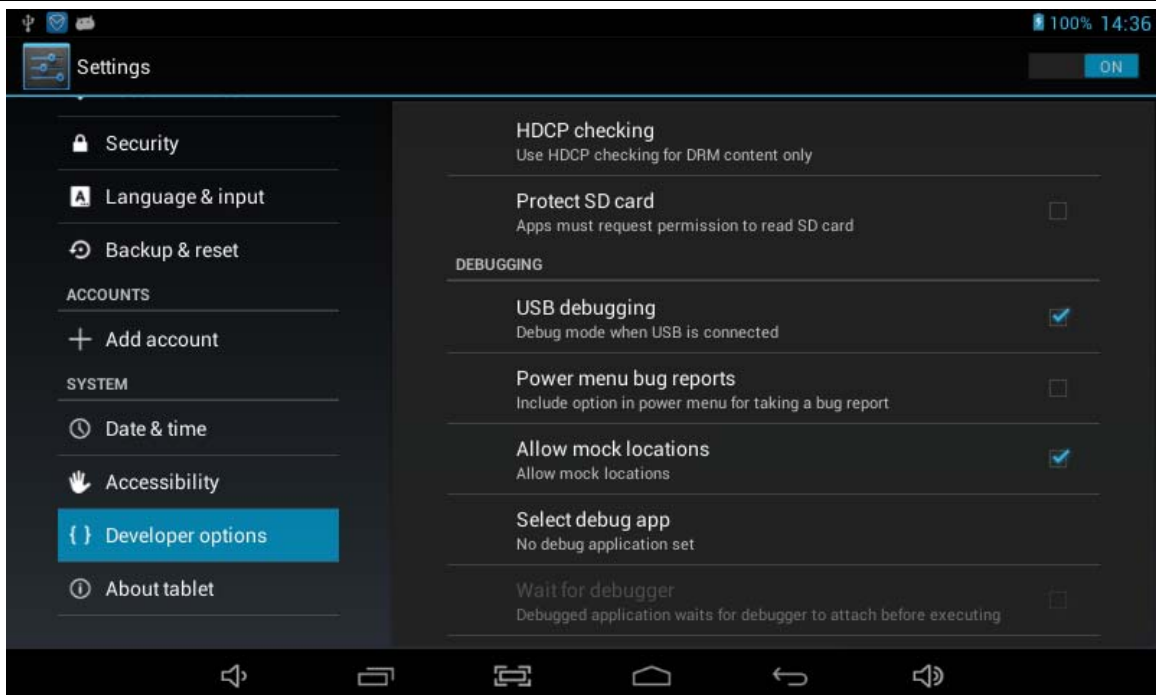 100% 14:36
Settings
ON
Security
Language & input
Backup & reset
ACCOUNTS
Add account
SYSTEM
Date & time
Accessibility
{ } Developer options
About tablet
HDCP checking
Use HDCP checking for DRM content only
Protect SD card
Apps must request permission to read SD card
DEBUGGING
USB debugging
Debug mode when USB is connected
Power menu bug reports
Include option in power menu for taking a bug report
Allow mock locations
Allow mock locations
Select debug app
No debug application set
Wait for debugger
Debugged application waits for debugger to attach before executing